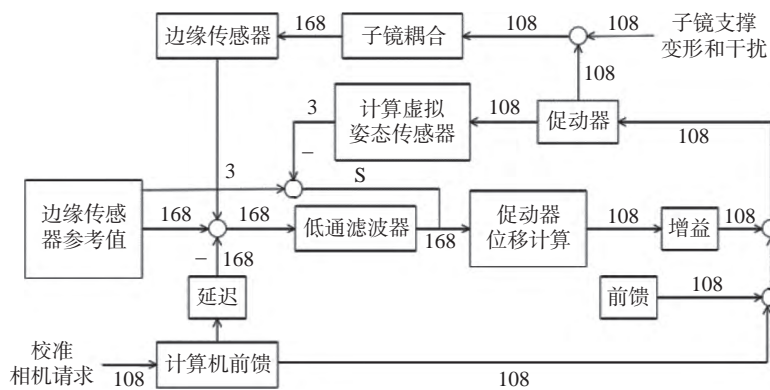 边缘传感器
168
子镜耦合
108
108
子镜支撑
变形和干扰
108
3
计算虚拟
姿态传感器
108
促动器
108
–
3
S
边缘传感
器参考值
168
168
低通滤波器
168
促动器
位移计算
108
增益
108
–
168
延迟
前馈
108
校准
相机请求
108
计算机前馈
108